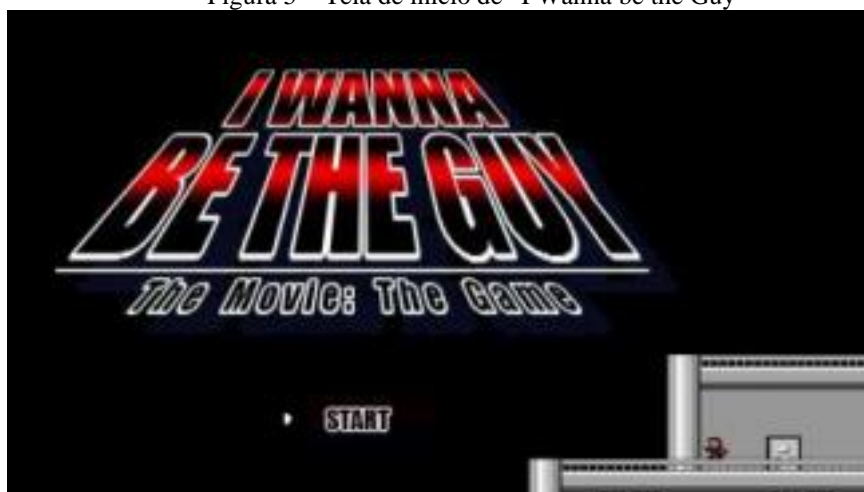 Figura 3 – Tela de início de "I Wanna be the Guy"
I WANNA
BE THE GUY
The Movie: The Game
START